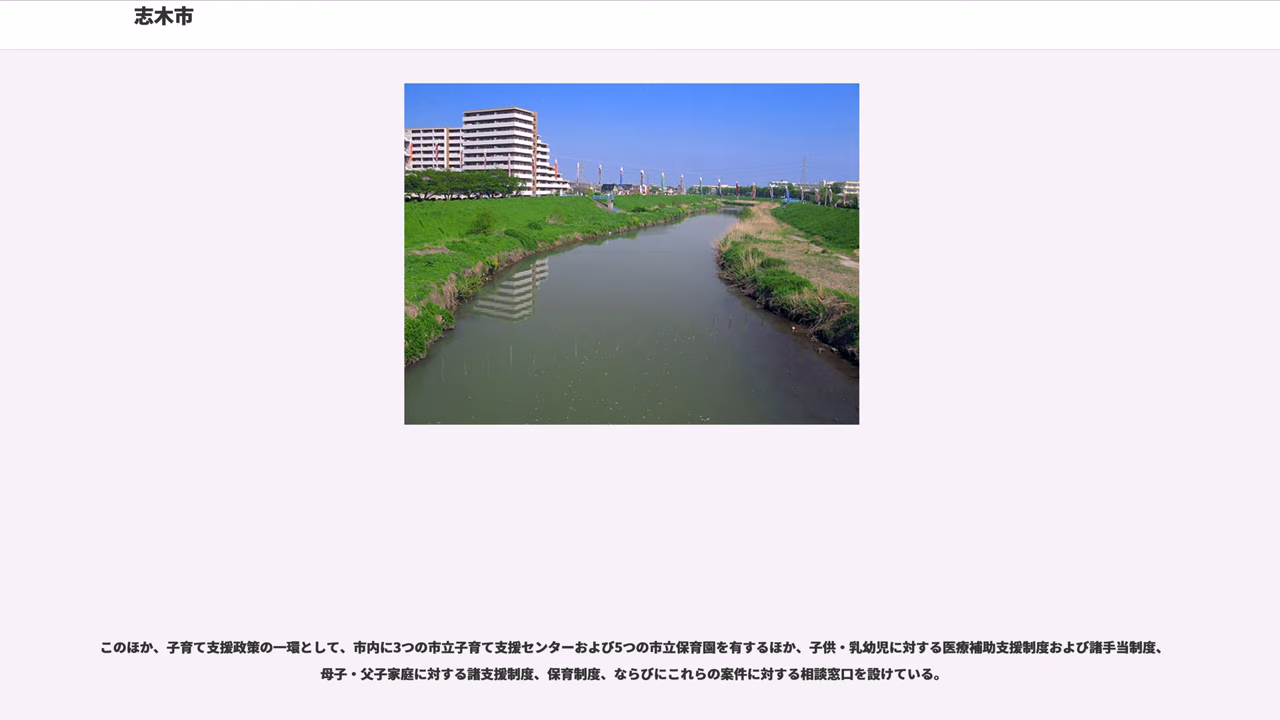 志木市
このほか、子育て支援政策の一環として、市内に3つの市立子育て支援センターおよび5つの市立保育園を有するほか、子供・乳幼児に対する医療補助支援制度および諸手当制度、
母子・父子家庭に対する諸支援制度、保育制度、ならびにこれらの案件に対する相談窓口を設けている。